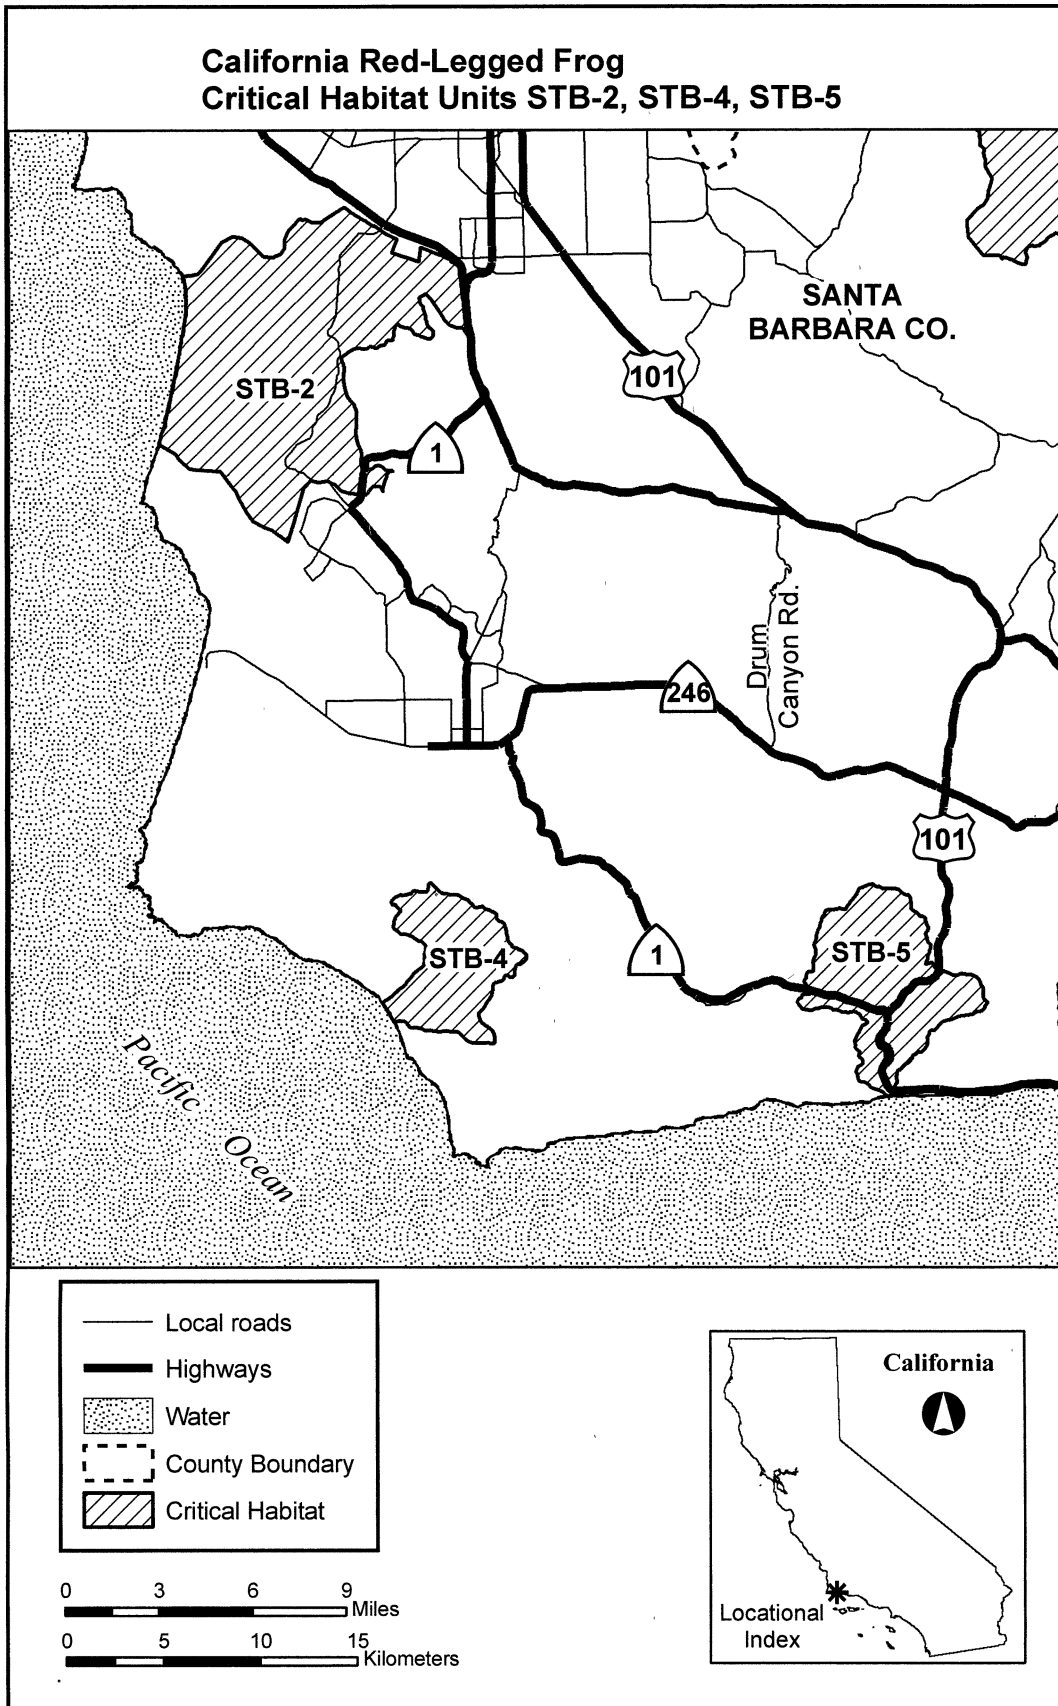 California Red-Legged Frog
Critical Habitat Units STB-2, STB-4, STB-5
SANTA
BARBARA CO.
101
STB-2
1
Drum
Canyon Rd.
246
101
STB-4
1
STB-5
Pacific
Ocean
Local roads
Highways
Water
County Boundary
Critical Habitat
0 3 6 9
Miles
0 5 10 15
Kilometers
California
Locational
Index